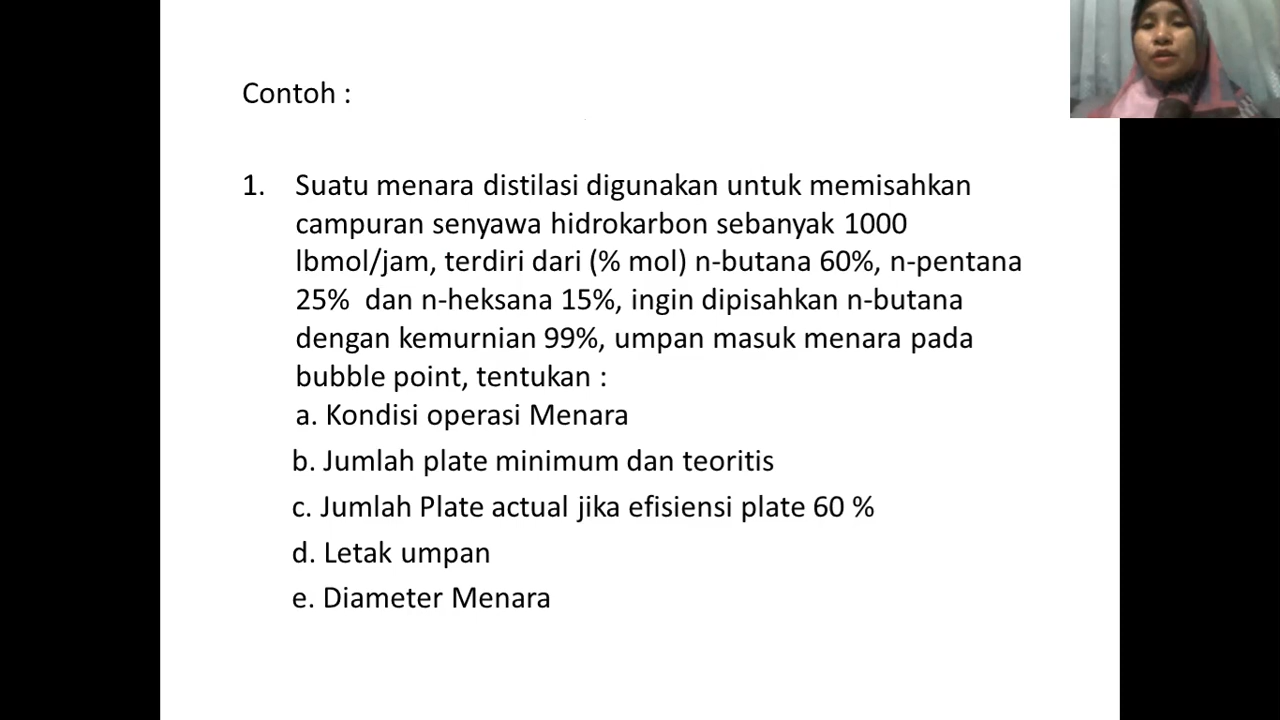 Contoh :
1. Suatu menara distilasi digunakan untuk memisahkan
campuran senyawa hidrokarbon sebanyak 1000
lbmol/jam, terdiri dari (% mol) n-butana 60%, n-pentana
25% dan n-heksana 15%, ingin dipisahkan n-butana
dengan kemurnian 99%, umpan masuk menara pada
bubble point, tentukan :
a. Kondisi operasi Menara
b. Jumlah plate minimum dan teoritis
c. Jumlah Plate actual jika efisiensi plate 60 %
d. Letak umpan
e. Diameter Menara